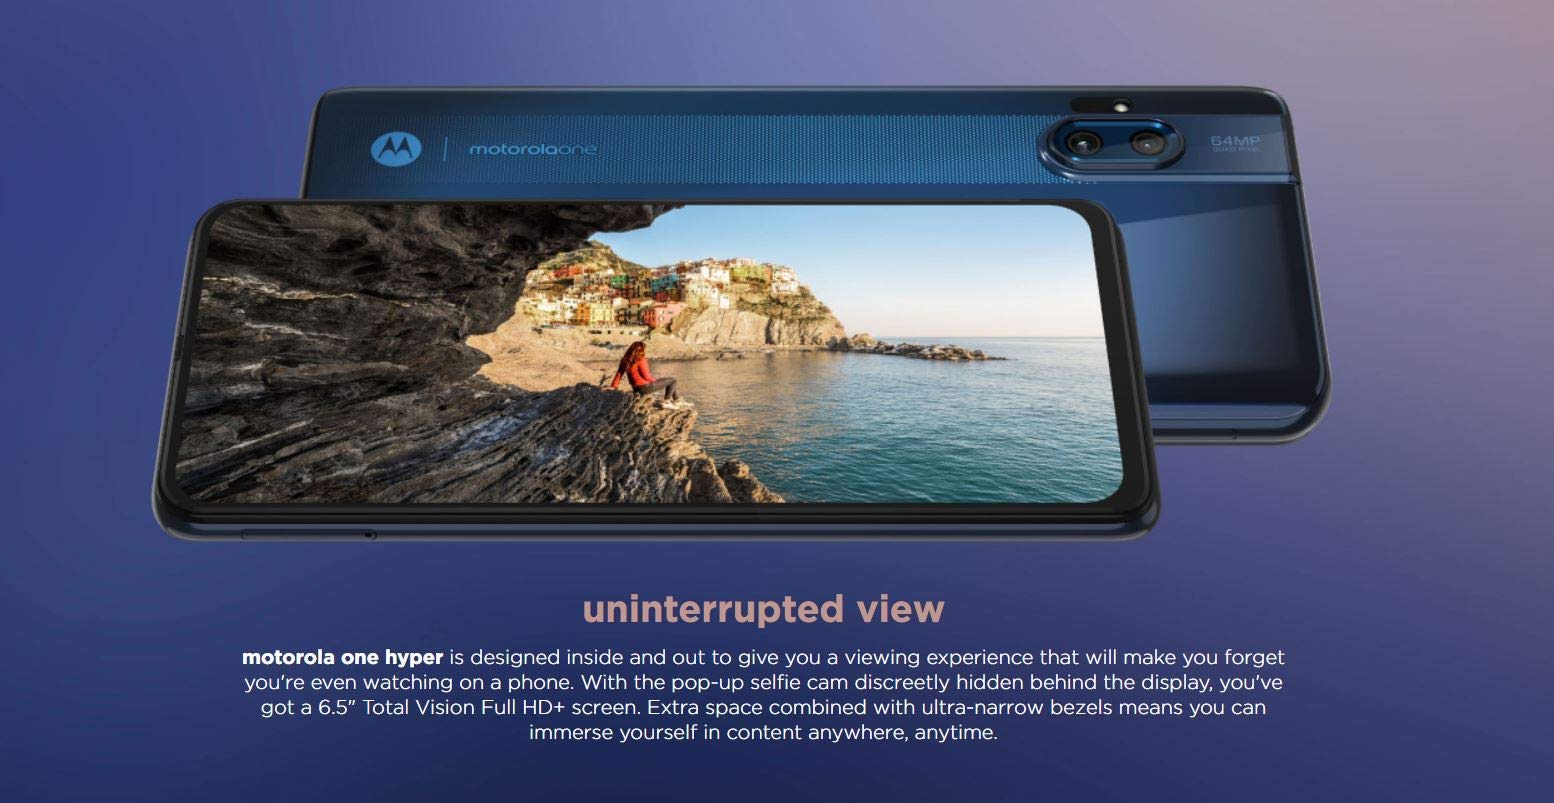 motorolaone
64MP
QUAD PIXEL
uninterrupted view
motorola one hyper is designed inside and out to give you a viewing experience that will make you forget
you're even watching on a phone. With the pop-up selfie cam discreetly hidden behind the display, you've
got a 6.5" Total Vision Full HD+ screen. Extra space combined with ultra-narrow bezels means you can
immerse yourself in content anywhere, anytime.